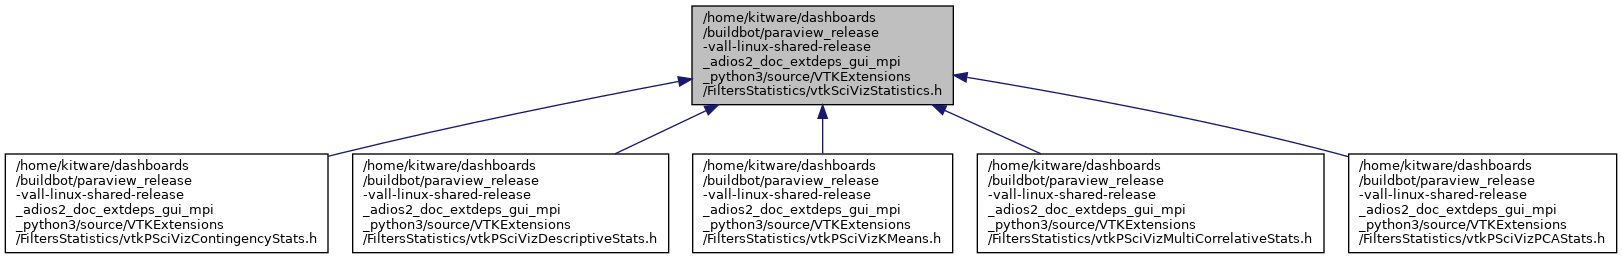 /home/kitware/dashboards
/buildbot/paraview_release
-vall-linux-shared-release
_adios2_doc_extdeps_gui_mpi
_python3/source/VTKExtensions
/FiltersStatistics/vtkSciVizStatistics.h
/home/kitware/dashboards
/buildbot/paraview_release
-vall-linux-shared-release
_adios2_doc_extdeps_gui_mpi
_python3/source/VTKExtensions
/FiltersStatistics/vtkPSciVizContingencyStats.h
/home/kitware/dashboards
/buildbot/paraview_release
-vall-linux-shared-release
_adios2_doc_extdeps_gui_mpi
_python3/source/VTKExtensions
/FiltersStatistics/vtkPSciVizDescriptiveStats.h
/home/kitware/dashboards
/buildbot/paraview_release
-vall-linux-shared-release
_adios2_doc_extdeps_gui_mpi
_python3/source/VTKExtensions
/FiltersStatistics/vtkPSciVizKMeans.h
/home/kitware/dashboards
/buildbot/paraview_release
-vall-linux-shared-release
_adios2_doc_extdeps_gui_mpi
_python3/source/VTKExtensions
/FiltersStatistics/vtkPSciVizMultiCorrelativeStats.h
/home/kitware/dashboards
/buildbot/paraview_release
-vall-linux-shared-release
_adios2_doc_extdeps_gui_mpi
_python3/source/VTKExtensions
/FiltersStatistics/vtkPSciVizPCAStats.h